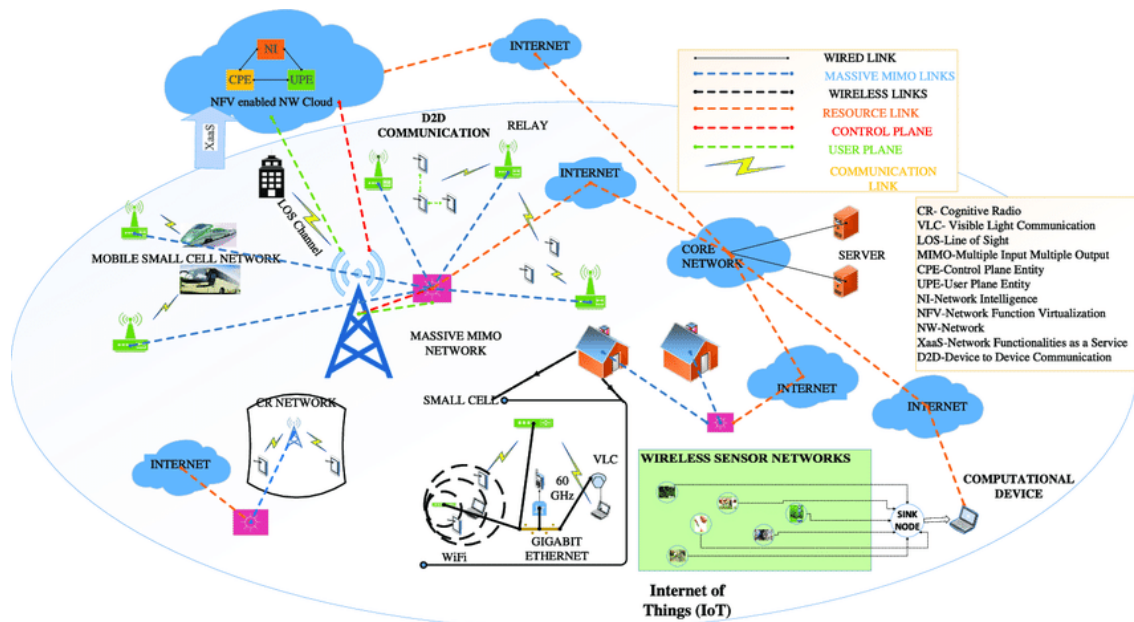 NI
CPE
UPE
NFV enabled NW Cloud
XaaS
INTERNET
WIRED LINK
MASSIVE MIMO LINKS
WIRELESS LINKS
RESOURCE LINK
CONTROL PLANE
USER PLANE
COMMUNICATION
LINK
D2D
COMMUNICATION
RELAY
LOS Channel
INTERNET
MOBILE SMALL CELL NETWORK
CORE
NETWORK
SERVER
CR- Cognitive Radio
VLC- Visible Light Communication
LOS-Line of Sight
MIMO-Multiple Input Multiple Output
CPE-Control Plane Entity
UPE-User Plane Entity
NI-Network Intelligence
NFV-Network Function Virtualization
NW-Network
XaaS-Network Functionalities as a Service
D2D-Device to Device Communication
MASSIVE MIMO
NETWORK
SMALL CELL
INTERNET
INTERNET
CR NETWORK
INTERNET
VLC
60
GHz
WiFi
GIGABIT
ETHERNET
WIRELESS SENSOR NETWORKS
SINK
NODE
COMPUTATIONAL
DEVICE
Internet of
Things (IoT)